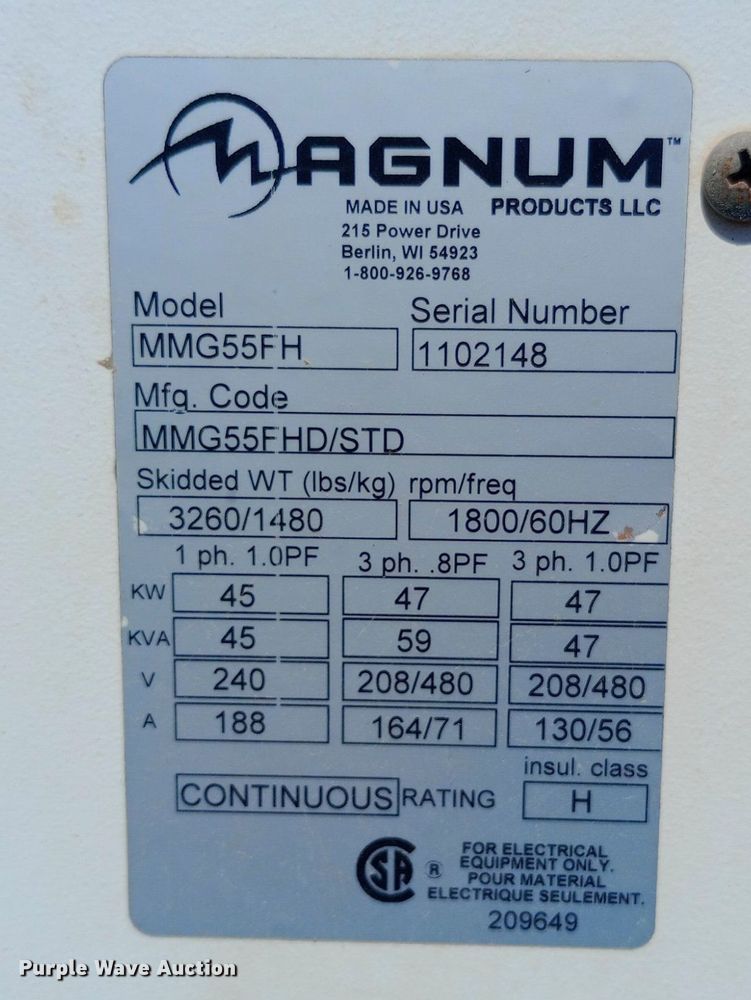 MAGNUM™
MADE IN USA PRODUCTS LLC
215 Power Drive
Berlin, WI 54923
1-800-926-9768
Model Serial Number
MMG55FH 1102148
Mfg. Code
MMG55FHD/STD
Skidded WT (lbs/kg) rpm/freq
3260/1480 1800/60HZ
1 ph. 1.0PF 3 ph. .8PF 3 ph. 1.0PF
KW 45 47 47
KVA 45 59 47
V 240 208/480 208/480
A 188 164/71 130/56
insul. class
CONTINUOUS RATING H
SA ® FOR ELECTRICAL
EQUIPMENT ONLY.
POUR MATERIAL
ELECTRIQUE SEULEMENT.
209649
Purple Wave Auction